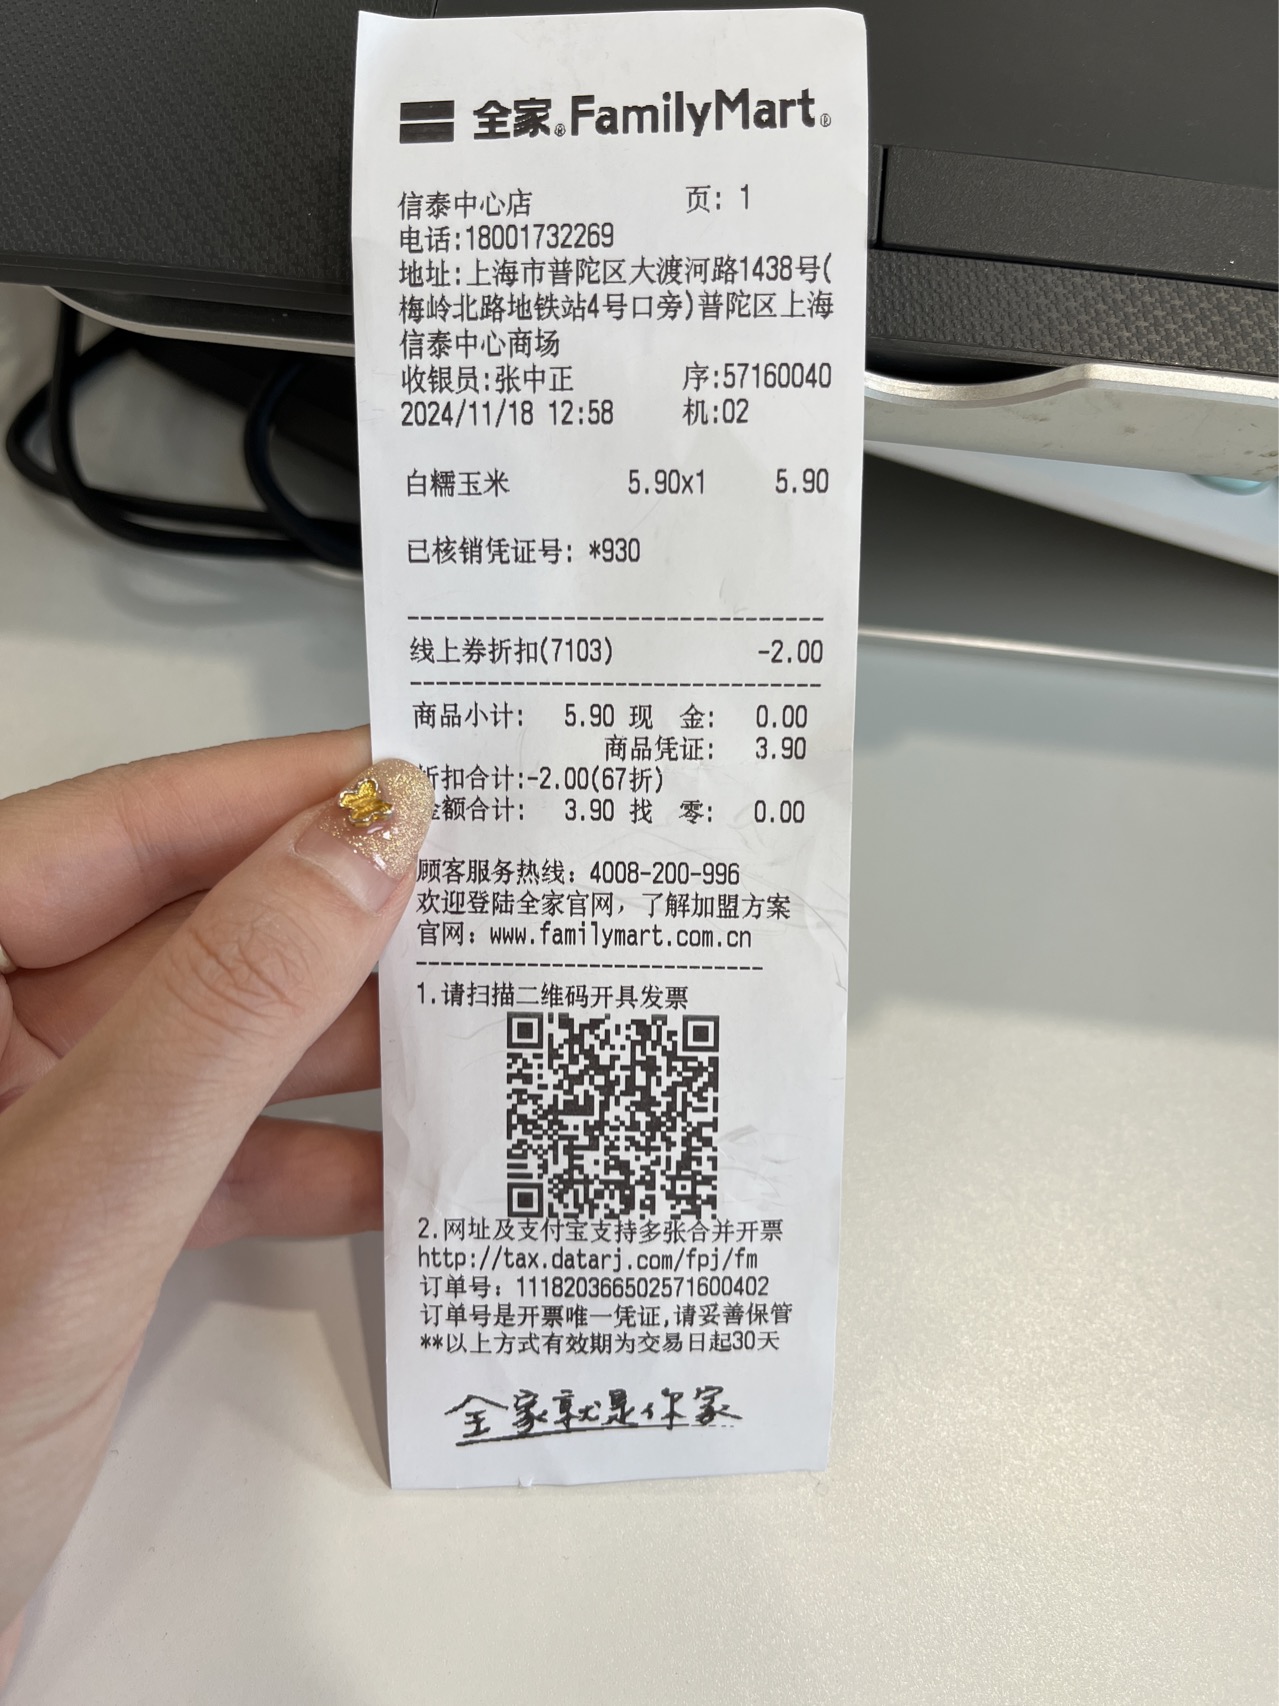 全家®FamilyMart®
信泰中心店 页: 1
电话:18001732269
地址:上海市普陀区大渡河路1438号(
梅岭北路地铁站4号口旁)普陀区上海
信泰中心商场
收银员:张中正 序:57160040
2024/11/18 12:58 机:02
白糯玉米 5.90x1 5.90
已核销凭证号: *930
--------------------------------
线上券折扣(7103) -2.00
--------------------------------
商品小计: 5.90 现 金: 0.00
商品凭证: 3.90
折扣合计:-2.00(67折)
金额合计: 3.90 找 零: 0.00
顾客服务热线: 4008-200-996
欢迎登陆全家官网, 了解加盟方案
官网: www.familymart.com.cn
----------------------------
1.请扫描二维码开具发票
2.网址及支付宝支持多张合并开票
http://tax.datarj.com/fpj/fm
订单号: 111820366502571600402
订单号是开票唯一凭证,请妥善保管
**以上方式有效期为交易日起30天
全家就是你家